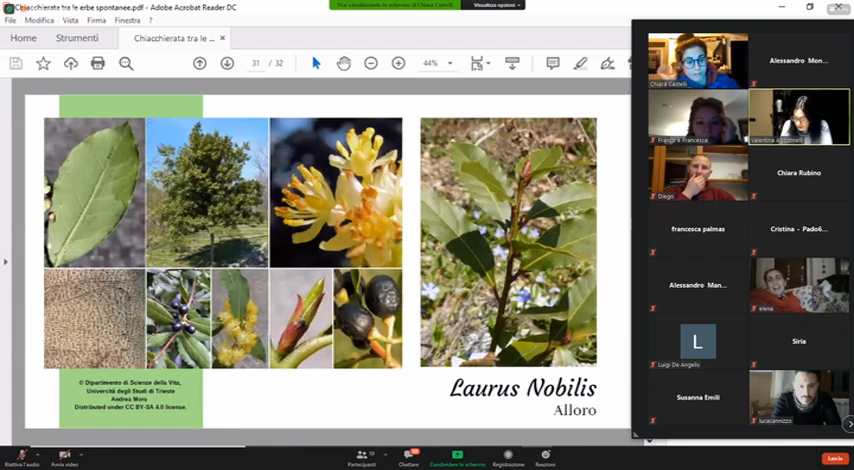 Chiacchierata tra le erbe spontanee.pdf - Adobe Acrobat Reader DC
Stai visualizzando lo schermo di Chiara Castelli
Visualizza opzioni
File Modifica Vista Firma Finestra ?
Home Strumenti Chiacchierata tra le ... ×
31 / 32 44%
© Dipartimento di Scienze della Vita,
Università degli Studi di Trieste
Andrea Moro
Distributed under CC BY-SA 4.0 license.
Laurus Nobilis
Alloro
Chiara Castelli
Alessandro Mon...
Franco e Francesca
Valentina Agostinelli
Diego
Chiara Rubino
francesca palmas
Cristina - Pado6...
Alessandro Man...
elena
L
Luigi De Angelis
Siria
Susanna Emili
lucacannizzo
Riattiva l'audio
Avvia video
Partecipanti
19
Chattare
Condividere lo schermo
Registrazione
Reazioni
Lascia